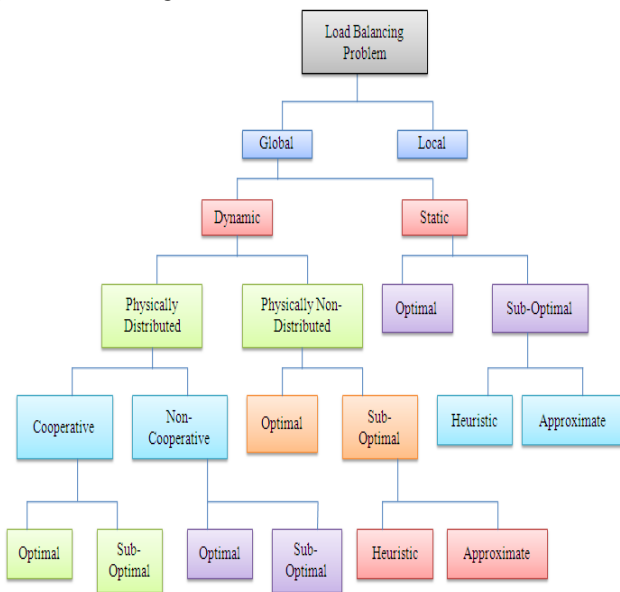 Load Balancing
Problem
Global
Local
Dynamic
Static
Physically
Distributed
Physically Non-
Distributed
Optimal
Sub-Optimal
Cooperative
Non-
Cooperative
Optimal
Sub-
Optimal
Heuristic
Approximate
Optimal
Sub-
Optimal
Optimal
Sub-
Optimal
Heuristic
Approximate